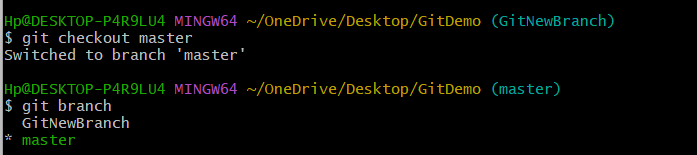 Hp@DESKTOP-P4R9LU4 MINGW64 ~/OneDrive/Desktop/GitDemo (GitNewBranch)
$ git checkout master
Switched to branch 'master'
Hp@DESKTOP-P4R9LU4 MINGW64 ~/OneDrive/Desktop/GitDemo (master)
$ git branch
  GitNewBranch
* master